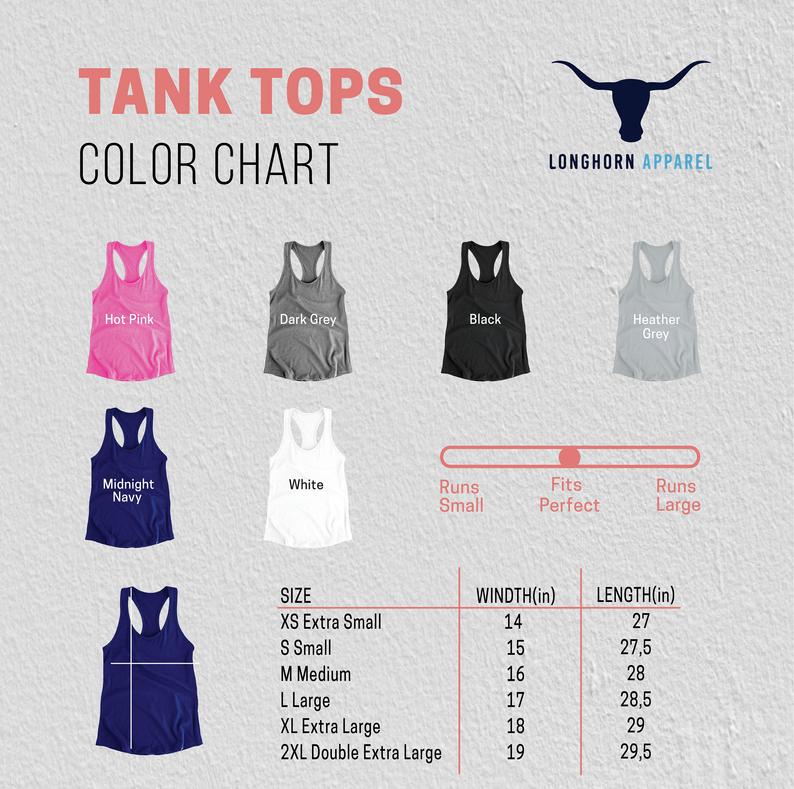 TANK TOPS
COLOR CHART
LONGHORN APPAREL
Hot Pink
Dark Grey
Black
Heather
Grey
Midnight
Navy
White
Runs
Small
Fits
Perfect
Runs
Large
SIZE WINDTH(in) LENGTH(in)
XS Extra Small 14 27
S Small 15 27,5
M Medium 16 28
L Large 17 28,5
XL Extra Large 18 29
2XL Double Extra Large 19 29,5